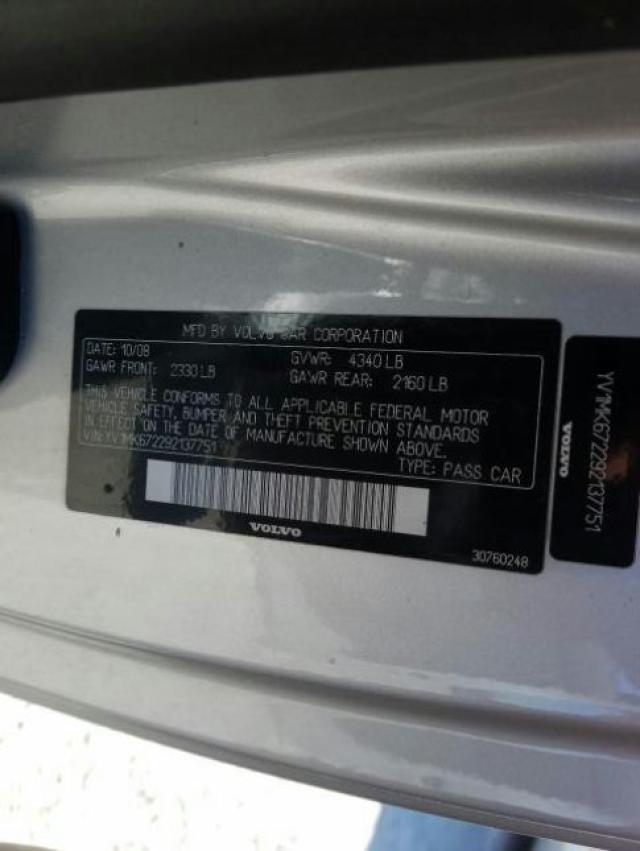 MFD BY VOLVO CAR CORPORATION
DATE: 10/08 GVWR: 4340 LB
GAWR FRONT: 2330 LB GAWR REAR: 2160 LB
THIS VEHICLE CONFORMS TO ALL APPLICABLE FEDERAL MOTOR
VEHICLE SAFETY, BUMPER AND THEFT PREVENTION STANDARDS
IN EFFECT ON THE DATE OF MANUFACTURE SHOWN ABOVE.
VIN: YV1MK672292137751
TYPE: PASS CAR
VOLVO
30760248
YV1MK672292137751
VOLVO